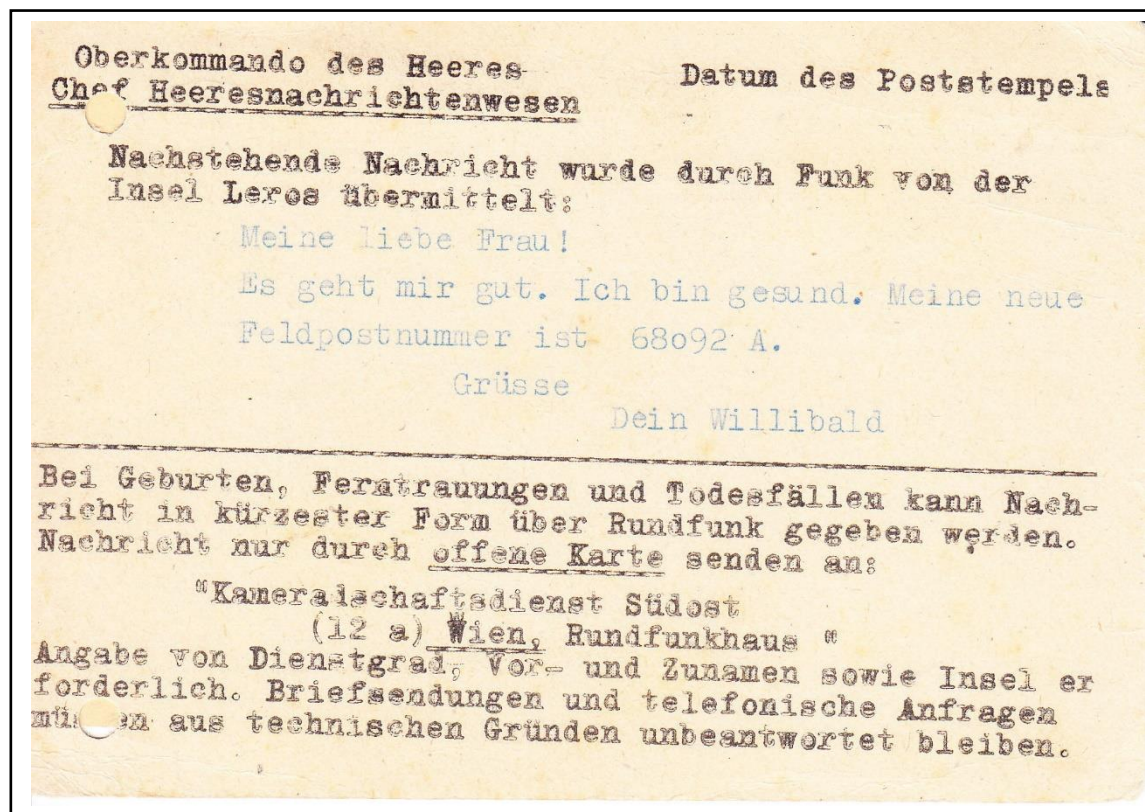 Oberkommando des Heeres
Datum des Poststempels
Chef Heeresnachrichtenwesen
Nachstehende Nachricht wurde durch Funk von der
Insel Leros übermittelt:
Meine liebe Frau!
Es geht mir gut. Ich bin gesund. Meine neue
Feldpostnummer ist 68o92 A.
Grüsse
Dein Willibald
Bei Geburten, Ferntrauungen und Todesfällen kann Nach-
richt in kürzester Form über Rundfunk gegeben werden.
Nachricht nur durch offene Karte senden an:
"Kameradschaftsdienst Südost
(12 a) Wien, Rundfunkhaus "
Angabe von Dienstgrad, Vor- und Zunamen sowie Insel er
forderlich. Briefsendungen und telefonische Anfragen
müssen aus technischen Gründen unbeantwortet bleiben.